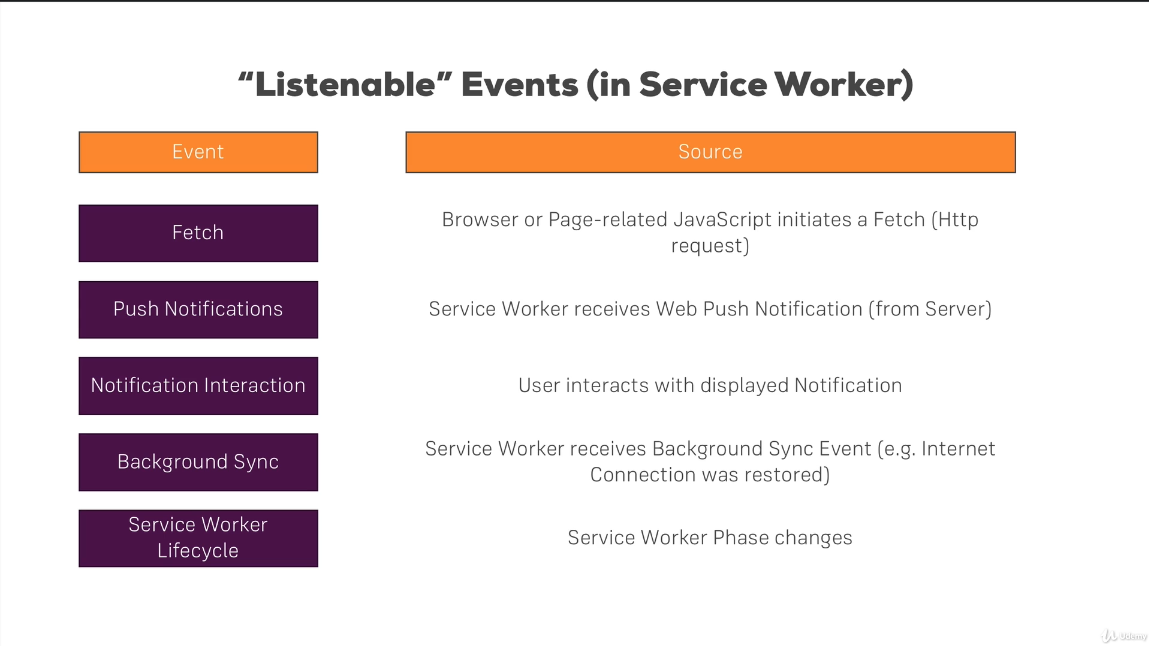 “Listenable” Events (in Service Worker)
Event
Source
Fetch
Browser or Page-related JavaScript initiates a Fetch (Http
request)
Push Notifications
Service Worker receives Web Push Notification (from Server)
Notification Interaction
User interacts with displayed Notification
Background Sync
Service Worker receives Background Sync Event (e.g. Internet
Connection was restored)
Service Worker
Lifecycle
Service Worker Phase changes
Udemy